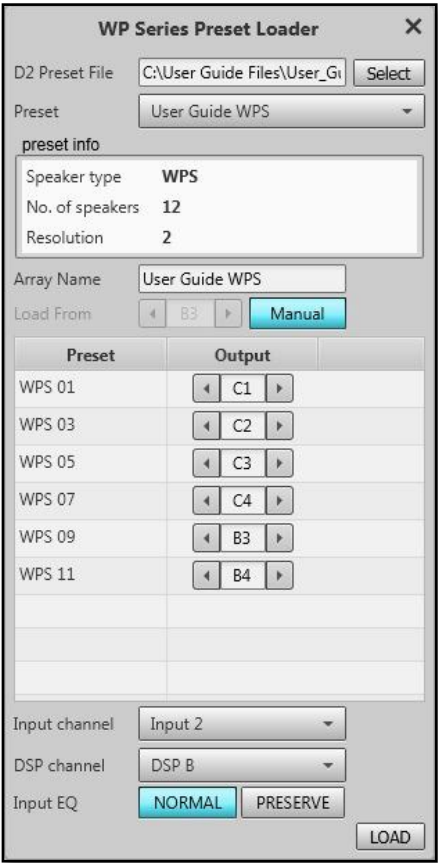 WP Series Preset Loader
D2 Preset File C:\User Guide Files\User_Gu Select
Preset User Guide WPS
preset info
Speaker type WPS
No. of speakers 12
Resolution 2
Array Name User Guide WPS
Load From B3 Manual
Preset Output
WPS 01 C1
WPS 03 C2
WPS 05 C3
WPS 07 C4
WPS 09 B3
WPS 11 B4
Input channel Input 2
DSP channel DSP B
Input EQ NORMAL PRESERVE
LOAD